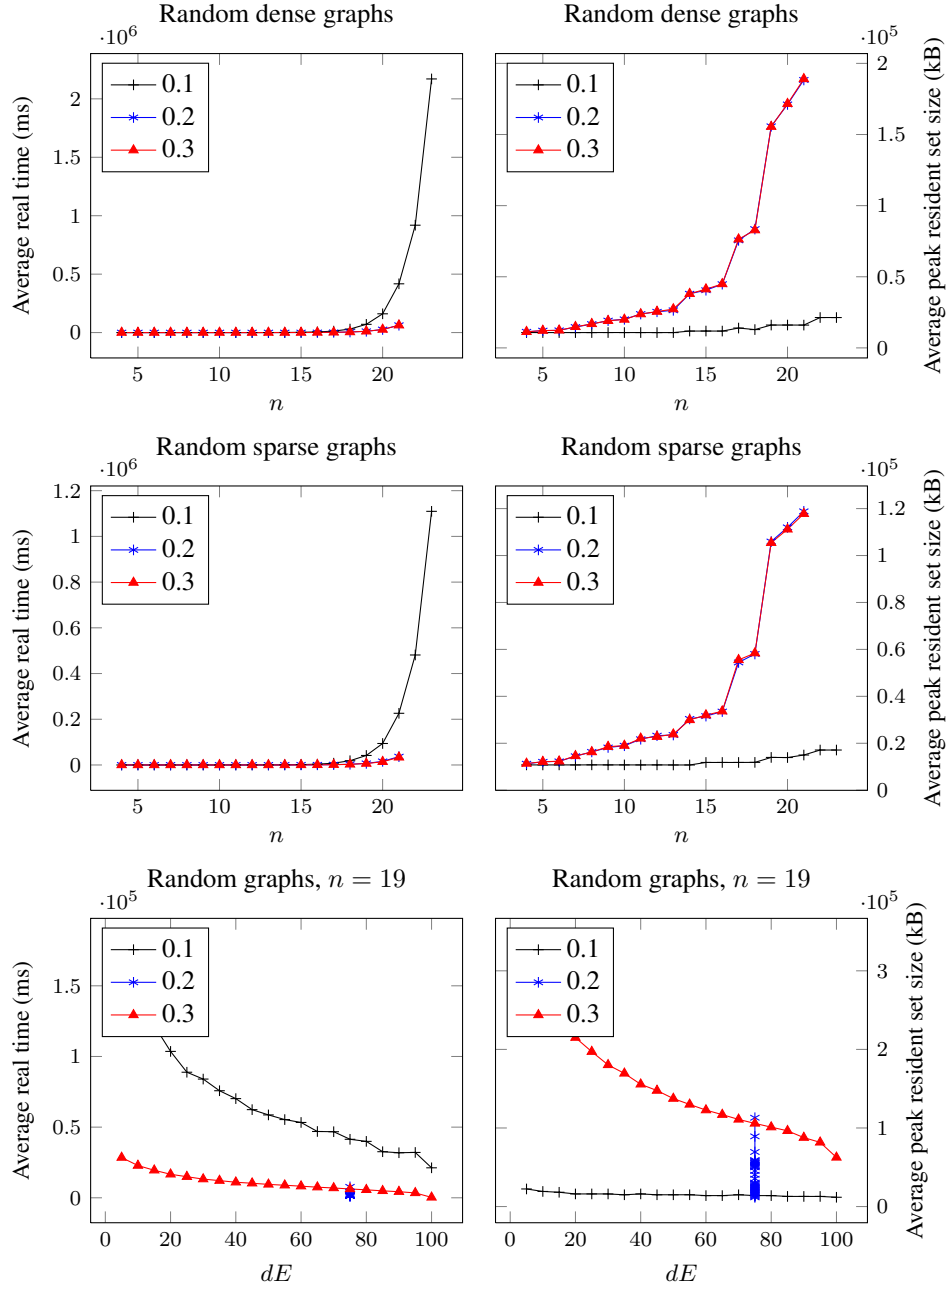 Random dense graphs
·10^6
0.1
0.2
0.3
2
1.5
1
0.5
0
5 10 15 20
n
Average real time (ms)
Random dense graphs
·10^5
0.1
0.2
0.3
2
1.5
1
0.5
0
5 10 15 20
n
Average peak resident set size (kB)
Random sparse graphs
·10^6
0.1
0.2
0.3
1.2
1
0.8
0.6
0.4
0.2
0
5 10 15 20
n
Average real time (ms)
Random sparse graphs
·10^5
0.1
0.2
0.3
1.2
1
0.8
0.6
0.4
0.2
0
5 10 15 20
n
Average peak resident set size (kB)
Random graphs, n = 19
·10^5
0.1
0.2
0.3
1.5
1
0.5
0
0 20 40 60 80 100
dE
Average real time (ms)
Random graphs, n = 19
·10^5
0.1
0.2
0.3
3
2
1
0
0 20 40 60 80 100
dE
Average peak resident set size (kB)